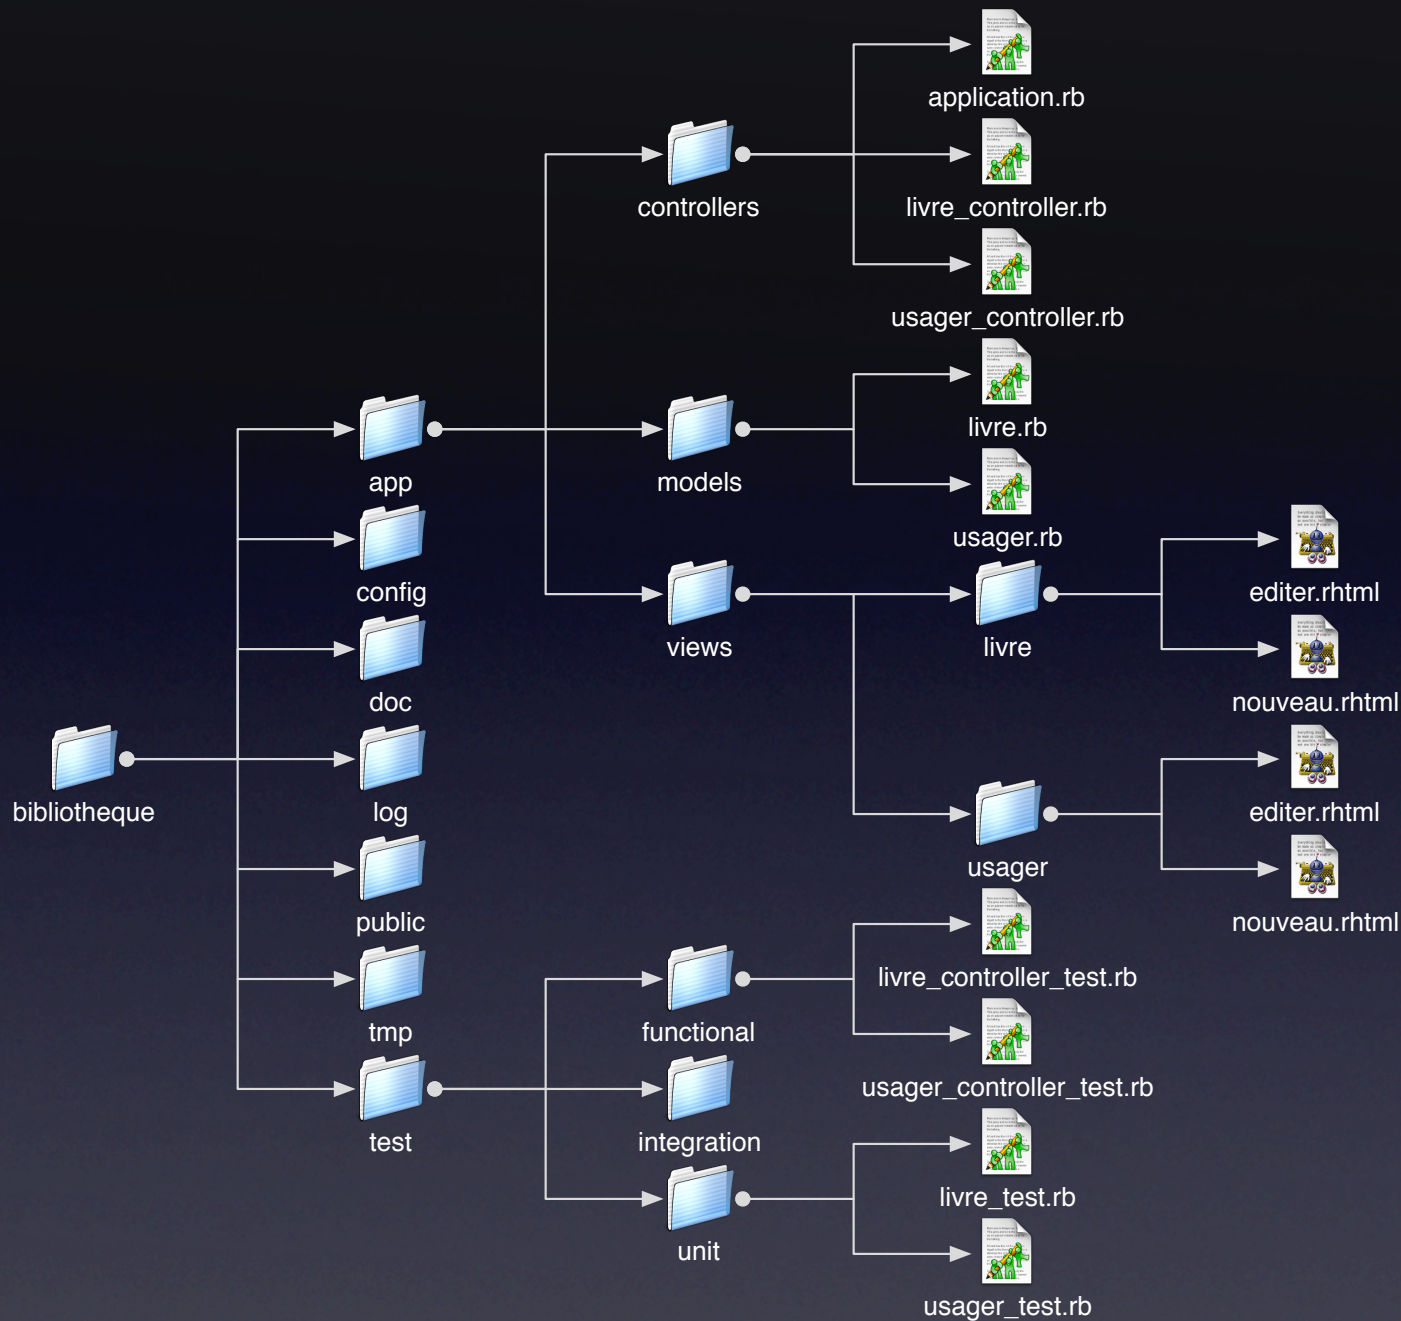 application.rb
controllers
livre_controller.rb
usager_controller.rb
livre.rb
app
models
usager.rb
config
editer.rhtml
views
livre
doc
nouveau.rhtml
bibliotheque
log
editer.rhtml
usager
public
nouveau.rhtml
livre_controller_test.rb
tmp
functional
usager_controller_test.rb
test
integration
livre_test.rb
unit
usager_test.rb